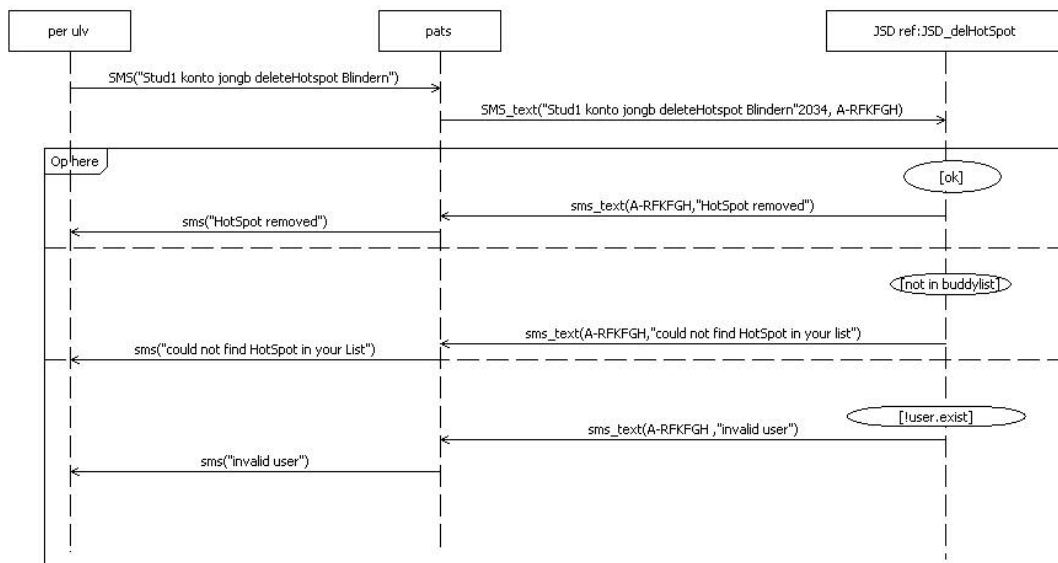 per ulv
pats
JSD ref:JSD_delHotSpot
SMS("Stud1 konto jongb deleteHotspot Blindern")
SMS_text("Stud1 konto jongb deleteHotspot Blindern"2034, A-RFKFGH)
Op here
[ok]
sms_text(A-RFKFGH,"HotSpot removed")
sms("HotSpot removed")
[not in buddylist]
sms_text(A-RFKFGH,"could not find HotSpot in your list")
sms("could not find HotSpot in your List")
[!user.exist]
sms_text(A-RFKFGH ,"invalid user")
sms("invalid user")